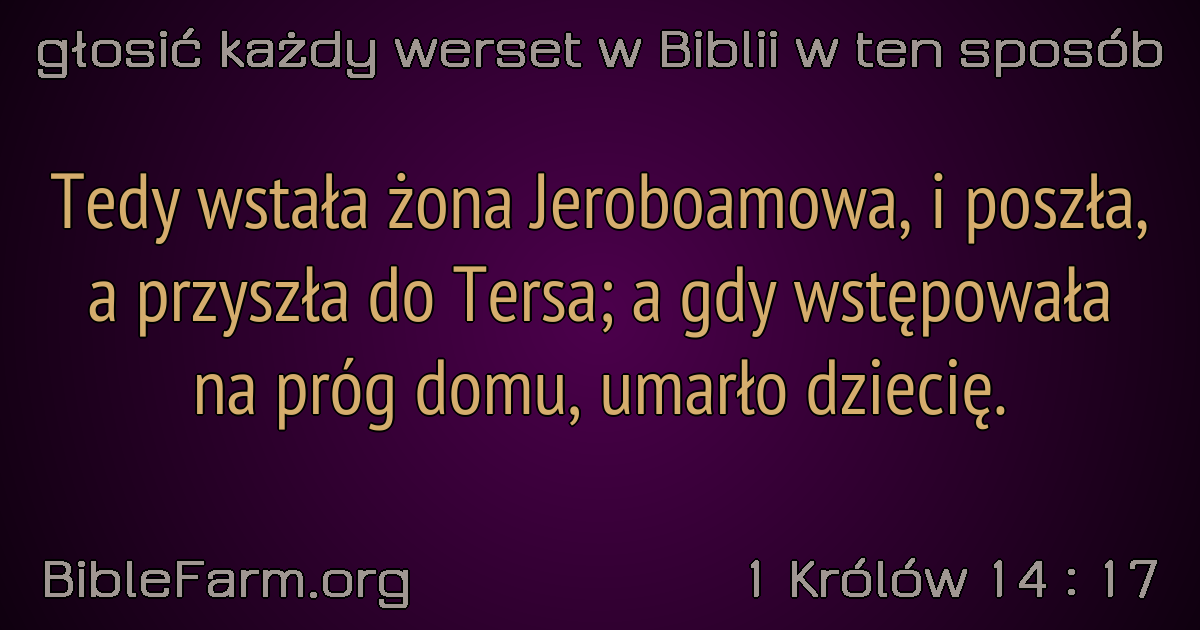 głosić każdy werset w Biblii w ten sposób
Tedy wstała żona Jeroboamowa, i poszła,
a przyszła do Tersa; a gdy wstępowała
na próg domu, umarło dziecię.
BibleFarm.org
1 Królów 14 : 17